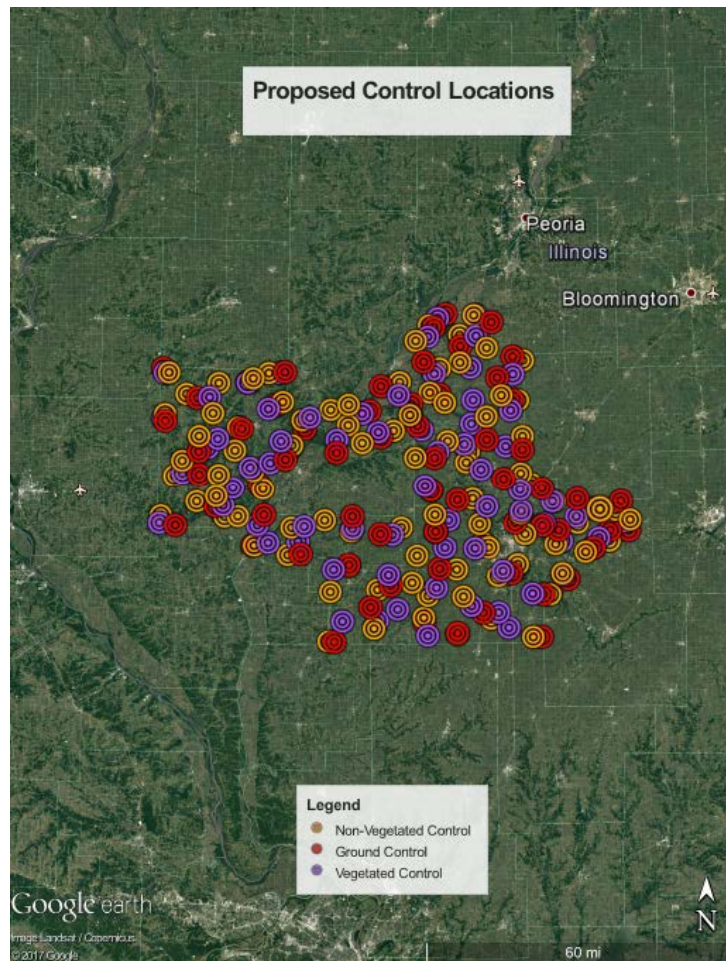 Proposed Control Locations
Peoria
Illinois
Bloomington
Legend
Non-Vegetated Control
Ground Control
Vegetated Control
Google earth
Image Landsat / Copernicus
© 2017 Google
N
60 mi